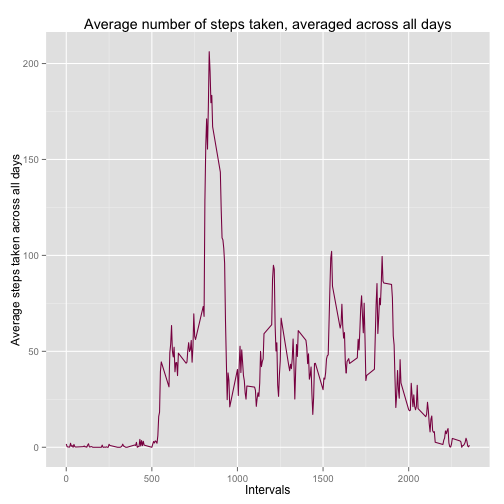 Average number of steps taken, averaged across all days
Average steps taken across all days
200
150
100
50
0
0 500 1000 1500 2000
Intervals